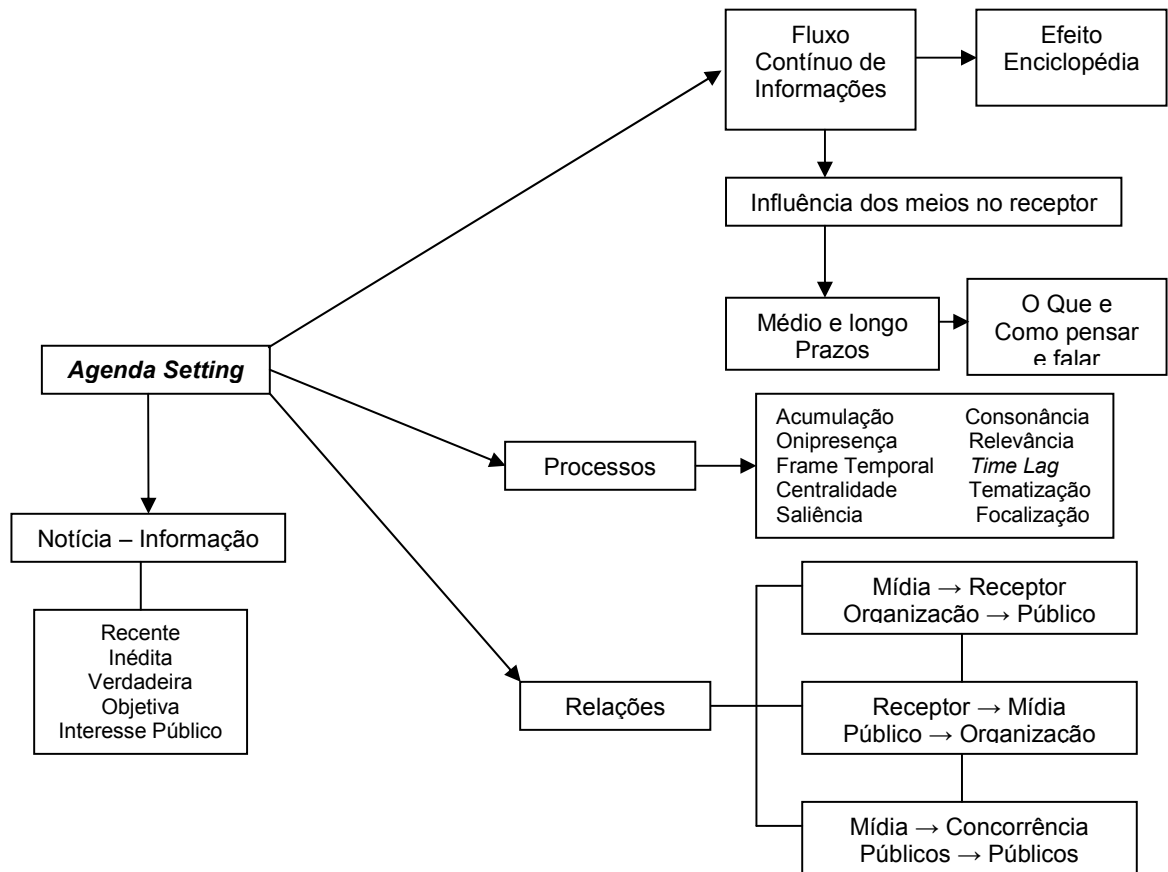 Fluxo
Contínuo de
Informações
Efeito
Enciclopédia
Influência dos meios no receptor
Médio e longo
Prazos
O Que e
Como pensar
e falar
Agenda Setting
Processos
Acumulação Consonância
Onipresença Relevância
Frame Temporal Time Lag
Centralidade Tematização
Saliência Focalização
Notícia – Informação
Recente
Inédita
Verdadeira
Objetiva
Interesse Público
Relações
Mídia → Receptor
Organização → Público
Receptor → Mídia
Público → Organização
Mídia → Concorrência
Públicos → Públicos